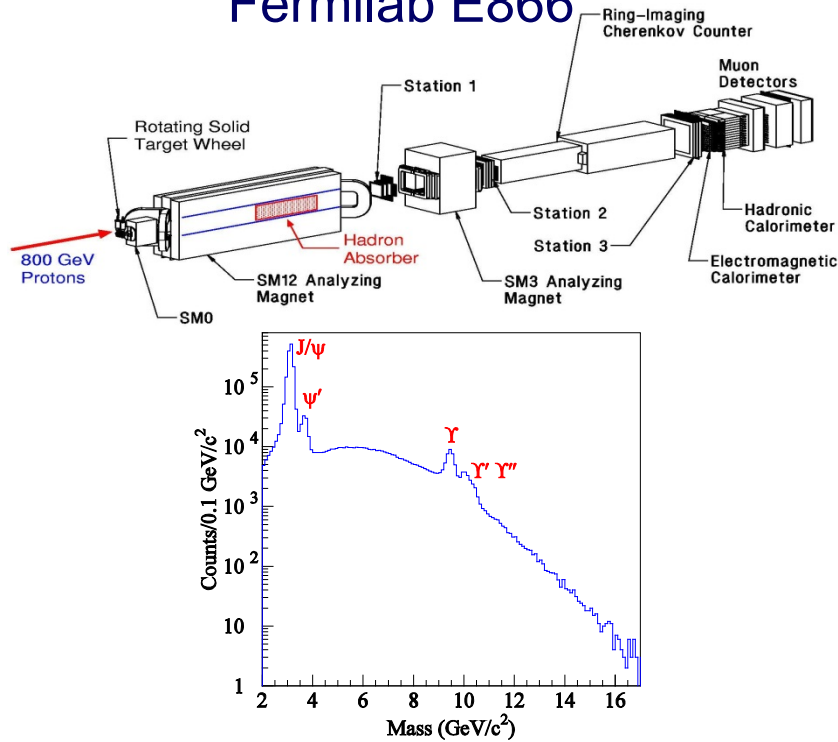 Fermilab E866
Ring-Imaging
Cherenkov Counter
Muon
Detectors
Station 1
Rotating Solid
Target Wheel
Station 2
Hadronic
Calorimeter
Station 3
Hadron
Absorber
800 GeV
Protons
SM12 Analyzing
Magnet
SM3 Analyzing
Magnet
Electromagnetic
Calorimeter
SM0
J/ψ
ψ′
ϒ
ϒ′ ϒ″
Counts/0.1 GeV/c²
10⁵
10⁴
10³
10²
10
1
2 4 6 8 10 12 14 16
Mass (GeV/c²)